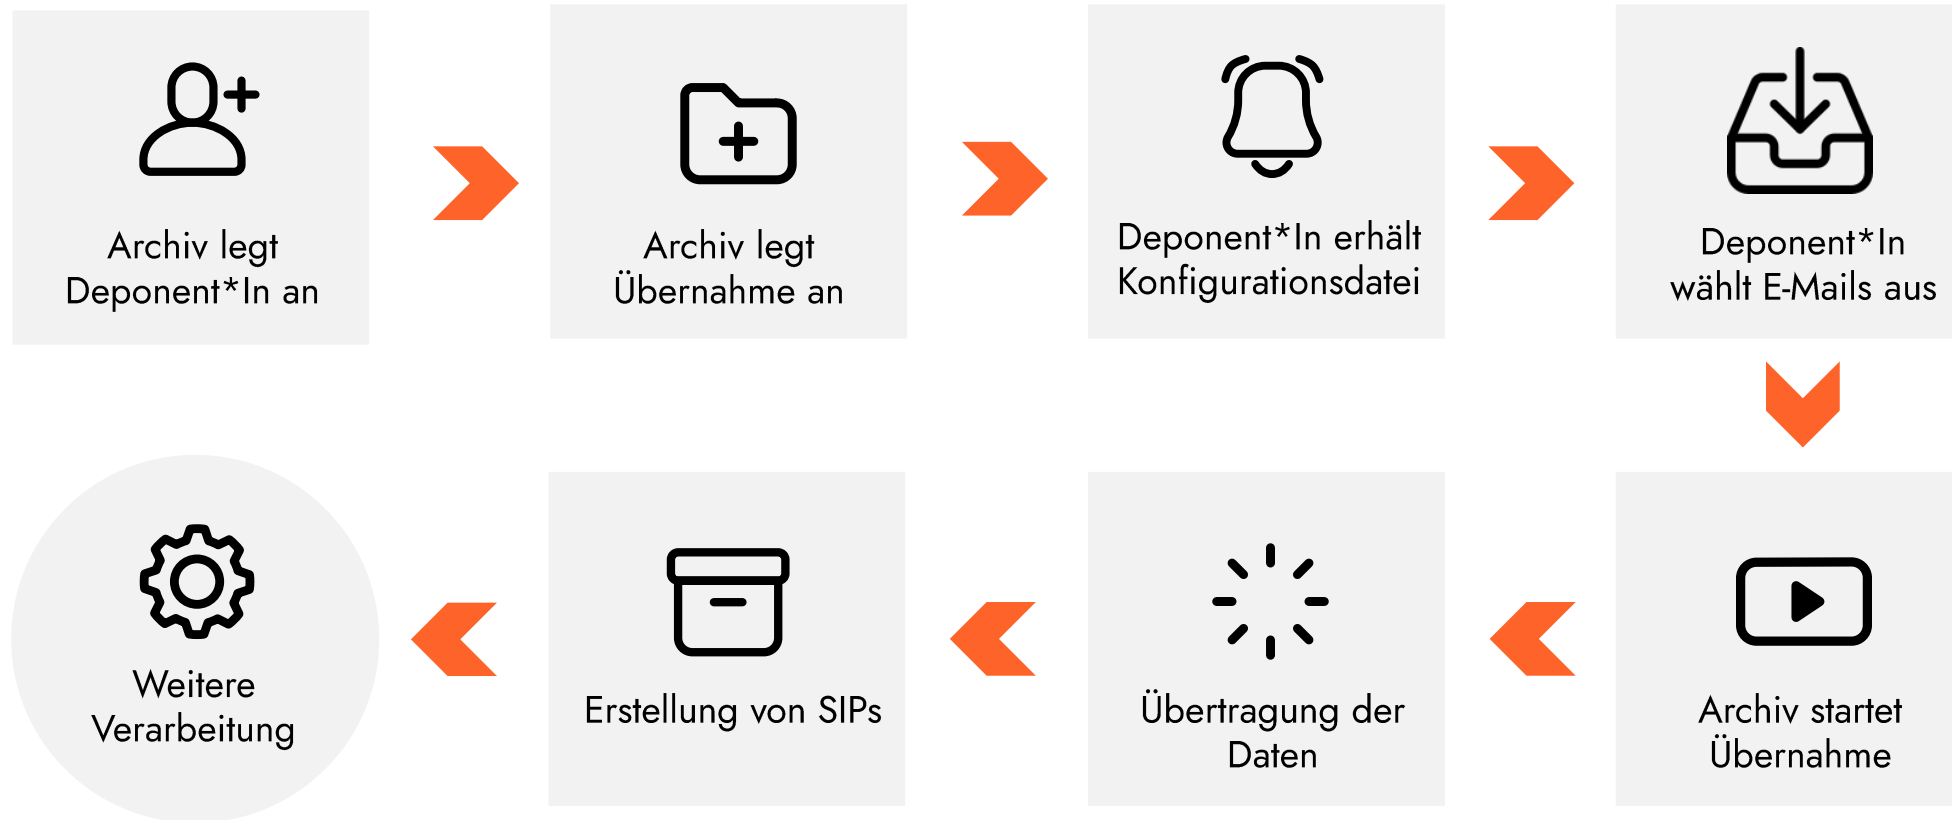 Archiv legt
Deponent*In an
Archiv legt
Übernahme an
Deponent*In erhält
Konfigurationsdatei
Deponent*In
wählt E-Mails aus
Archiv startet
Übernahme
Übertragung der
Daten
Erstellung von SIPs
Weitere
Verarbeitung